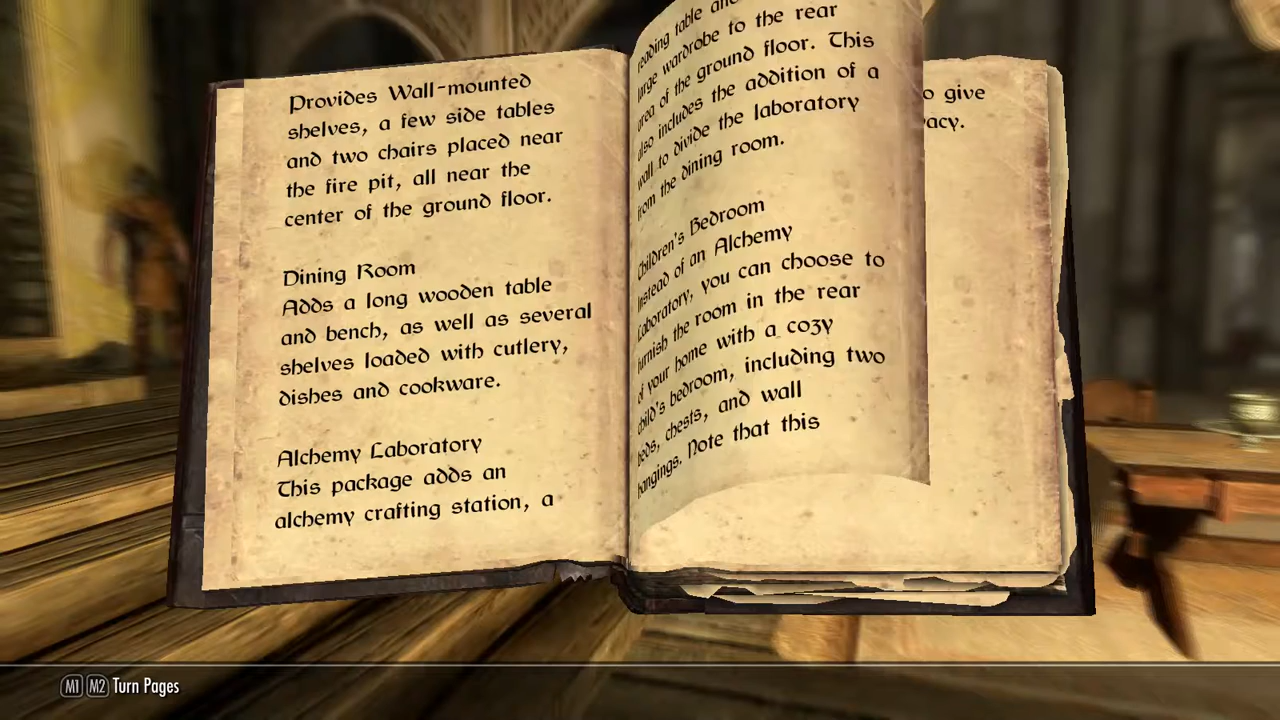 Provides Wall-mounted
shelves, a few side tables
and two chairs placed near
the fire pit, all near the
center of the ground floor.
Dining Room
Adds a long wooden table
and bench, as well as several
shelves loaded with cutlery,
dishes and cookware.
Alchemy Laboratory
This package adds an
alchemy crafting station, a
reading table and
large wardrobe to the rear
area of the ground floor. This
also includes the addition of a
wall to divide the laboratory
from the dining room.
Children's Bedroom
Instead of an Alchemy
Laboratory, you can choose to
furnish the room in the rear
of your home with a cozy
child's bedroom, including two
beds, chests, and wall
hangings. Note that this
give
M1 M2 Turn Pages